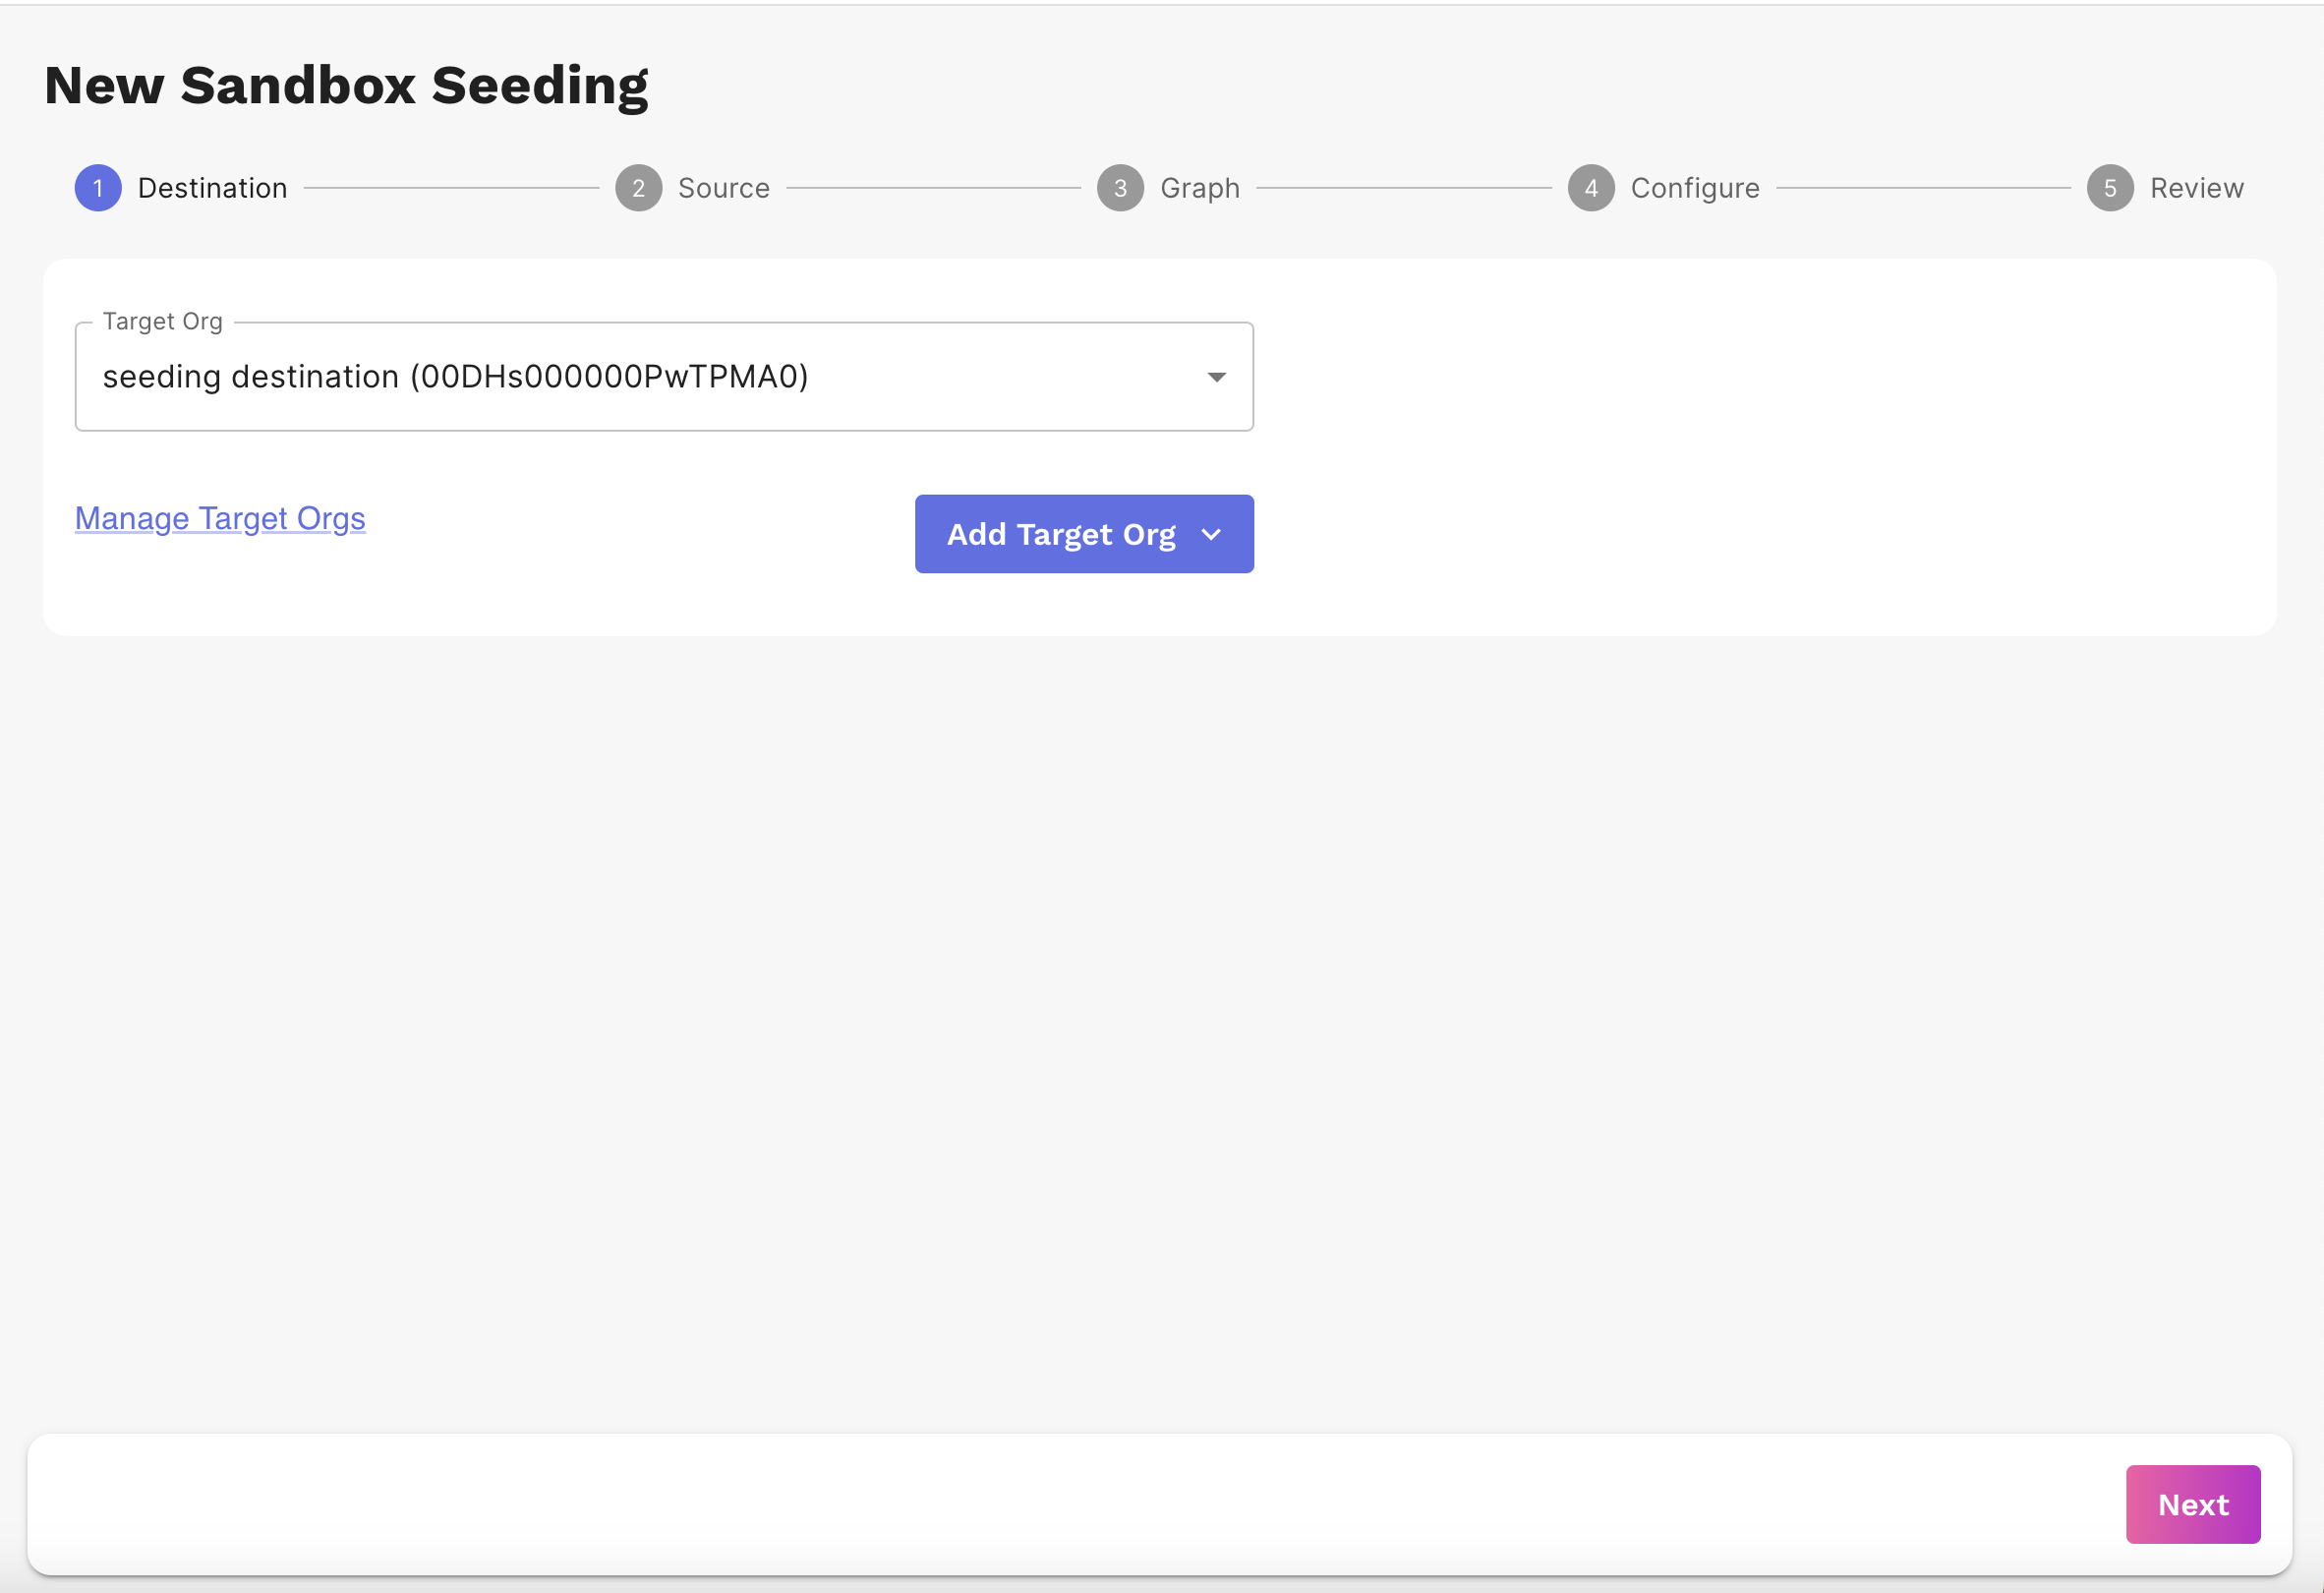 New Sandbox Seeding
1 Destination 2 Source 3 Graph 4 Configure 5 Review
Target Org
seeding destination (00DHs000000PwTPMA0)
Manage Target Orgs
Add Target Org
Next